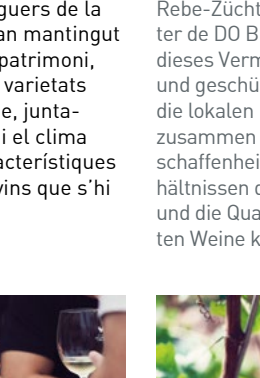 guers de la
an mantingut
patrimoni,
varietats
e, junta-
i el clima
acterístiques
vins que s’hi
Rebe-Zücht
ter de DO B
dieses Verm
und geschü
die lokalen
zusammen
schaffenhei
hältnissen d
und die Qua
ten Weine k